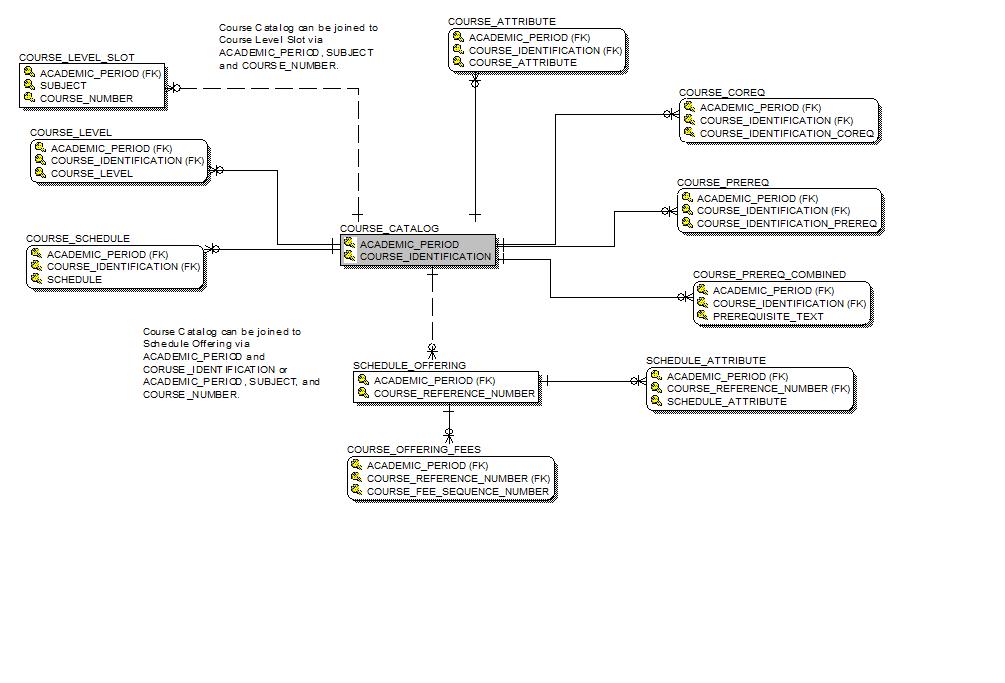 COURSE_ATTRIBUTE
ACADEMIC_PERIOD (FK)
COURSE_IDENTIFICATION (FK)
COURSE_ATTRIBUTE
Course Catalog can be joined to
Course Level Slot via
ACADEMIC_PERIOD, SUBJECT
and COURSE_NUMBER.
COURSE_LEVEL_SLOT
ACADEMIC_PERIOD (FK)
SUBJECT
COURSE_NUMBER
COURSE_COREQ
ACADEMIC_PERIOD (FK)
COURSE_IDENTIFICATION (FK)
COURSE_IDENTIFICATION_COREQ
COURSE_LEVEL
ACADEMIC_PERIOD (FK)
COURSE_IDENTIFICATION (FK)
COURSE_LEVEL
COURSE_PREREQ
ACADEMIC_PERIOD (FK)
COURSE_IDENTIFICATION (FK)
COURSE_IDENTIFICATION_PREREQ
COURSE_CATALOG
ACADEMIC_PERIOD
COURSE_IDENTIFICATION
COURSE_SCHEDULE
ACADEMIC_PERIOD (FK)
COURSE_IDENTIFICATION (FK)
SCHEDULE
COURSE_PREREQ_COMBINED
ACADEMIC_PERIOD (FK)
COURSE_IDENTIFICATION (FK)
PREREQUISITE_TEXT
Course Catalog can be joined to
Schedule Offering via
ACADEMIC_PERIOD and
CORUSE_IDENTIFICATION or
ACADEMIC_PERIOD, SUBJECT, and
COURSE_NUMBER.
SCHEDULE_OFFERING
ACADEMIC_PERIOD (FK)
COURSE_REFERENCE_NUMBER
SCHEDULE_ATTRIBUTE
ACADEMIC_PERIOD (FK)
COURSE_REFERENCE_NUMBER (FK)
SCHEDULE_ATTRIBUTE
COURSE_OFFERING_FEES
ACADEMIC_PERIOD (FK)
COURSE_REFERENCE_NUMBER (FK)
COURSE_FEE_SEQUENCE_NUMBER